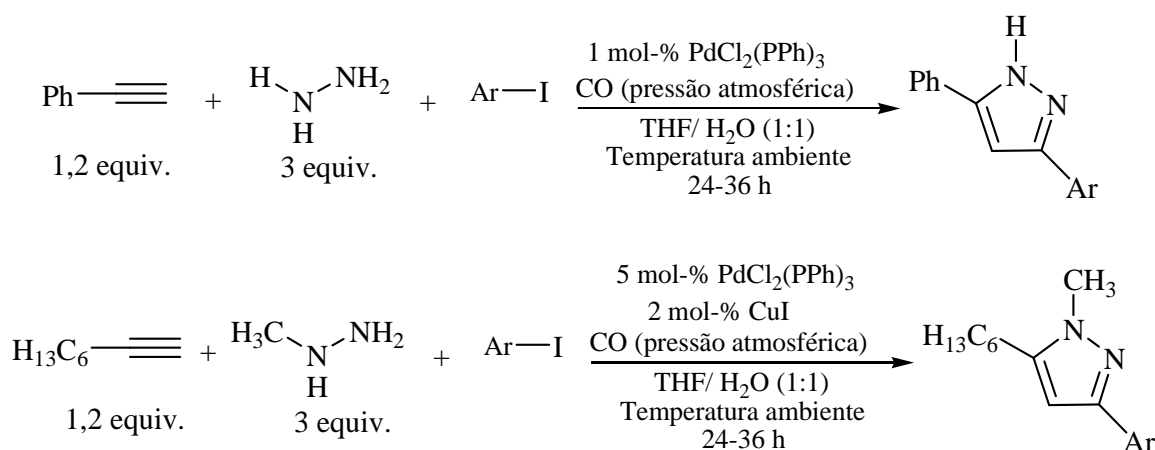 1 mol-% PdCl2(PPh)3
CO (pressão atmosférica)
Ph + H N H NH2 + Ar I
THF/ H2O (1:1)
1,2 equiv. 3 equiv.
Temperatura ambiente
24-36 h
H
Ph N N
Ar
5 mol-% PdCl2(PPh)3
2 mol-% CuI
CO (pressão atmosférica)
H13C6 + H3C N H NH2 + Ar I
THF/ H2O (1:1)
1,2 equiv. 3 equiv.
Temperatura ambiente
24-36 h
CH3
H13C6 N N
Ar